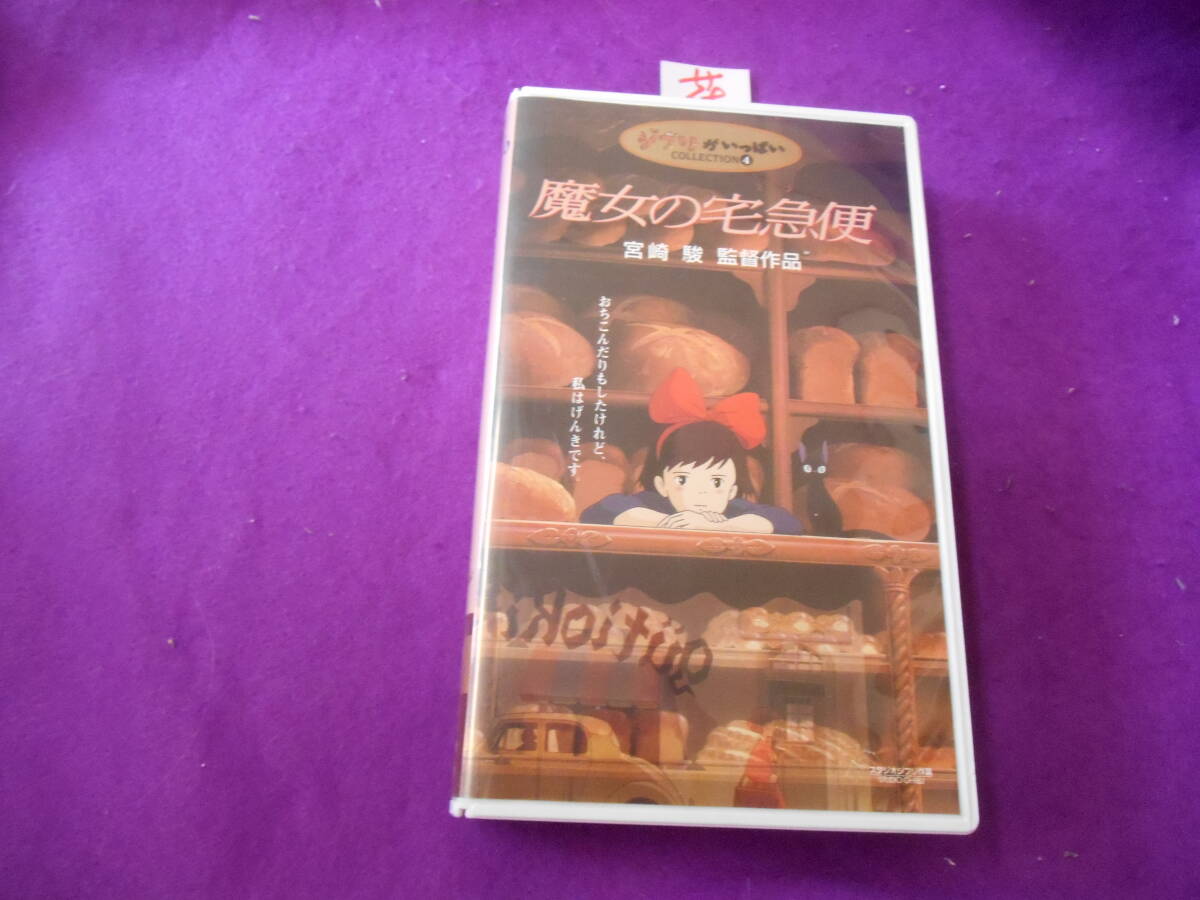 ジブリがいっぱい
COLLECTION4
魔女の宅急便
宮崎 駿 監督作品
おちこんだりもしたけれど、
私はげんきです。